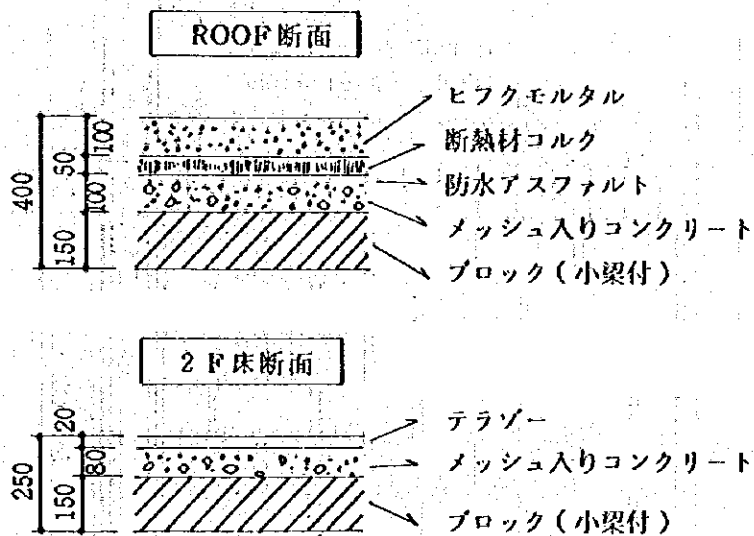 ROOF断面
ヒフクモルタル
断熱材コルク
防水アスファルト
メッシュ入りコンクリート
ブロック(小梁付)
400
100
50
100
150
2F床断面
テラゾー
メッシュ入りコンクリート
ブロック(小梁付)
250
20
80
150